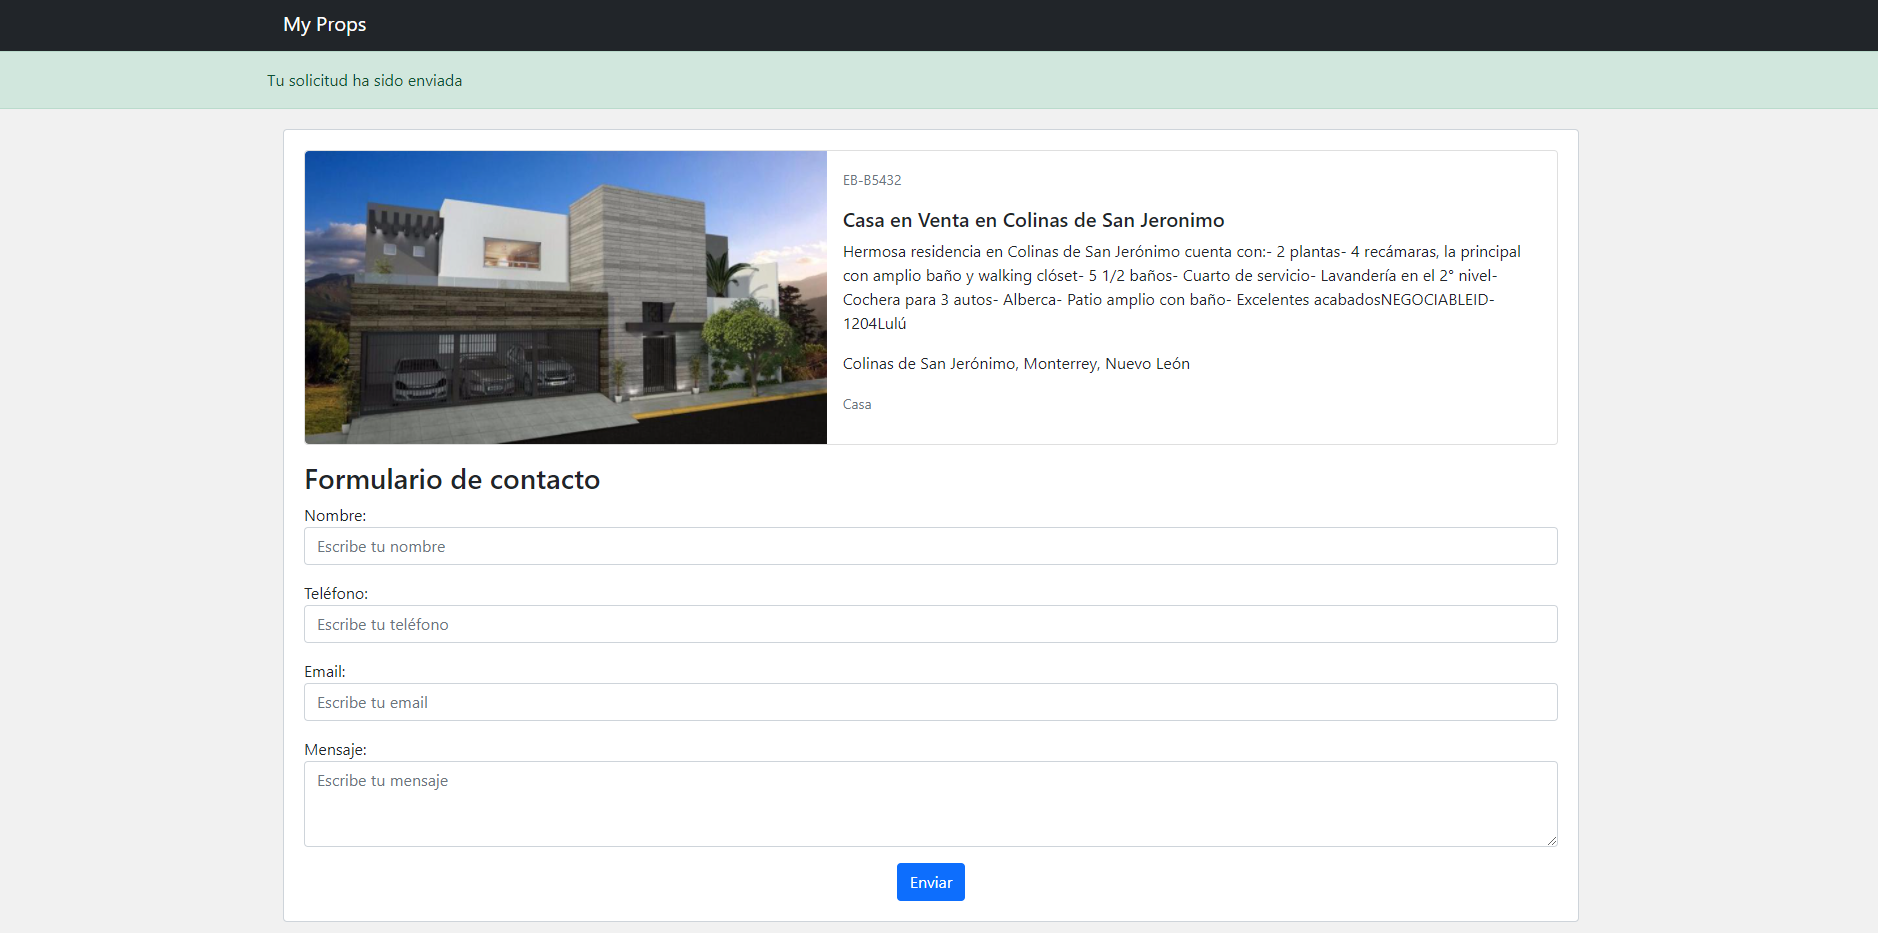 My Props
Tu solicitud ha sido enviada
EB-B5432
Casa en Venta en Colinas de San Jeronimo
Hermosa residencia en Colinas de San Jerónimo cuenta con:- 2 plantas- 4 recámaras, la principal
con amplio baño y walking clóset- 5 1/2 baños- Cuarto de servicio- Lavandería en el 2° nivel-
Cochera para 3 autos- Alberca- Patio amplio con baño- Excelentes acabadosNEGOCIABLEID-
1204Lulú
Colinas de San Jerónimo, Monterrey, Nuevo León
Casa
Formulario de contacto
Nombre:
Escribe tu nombre
Teléfono:
Escribe tu teléfono
Email:
Escribe tu email
Mensaje:
Escribe tu mensaje
Enviar